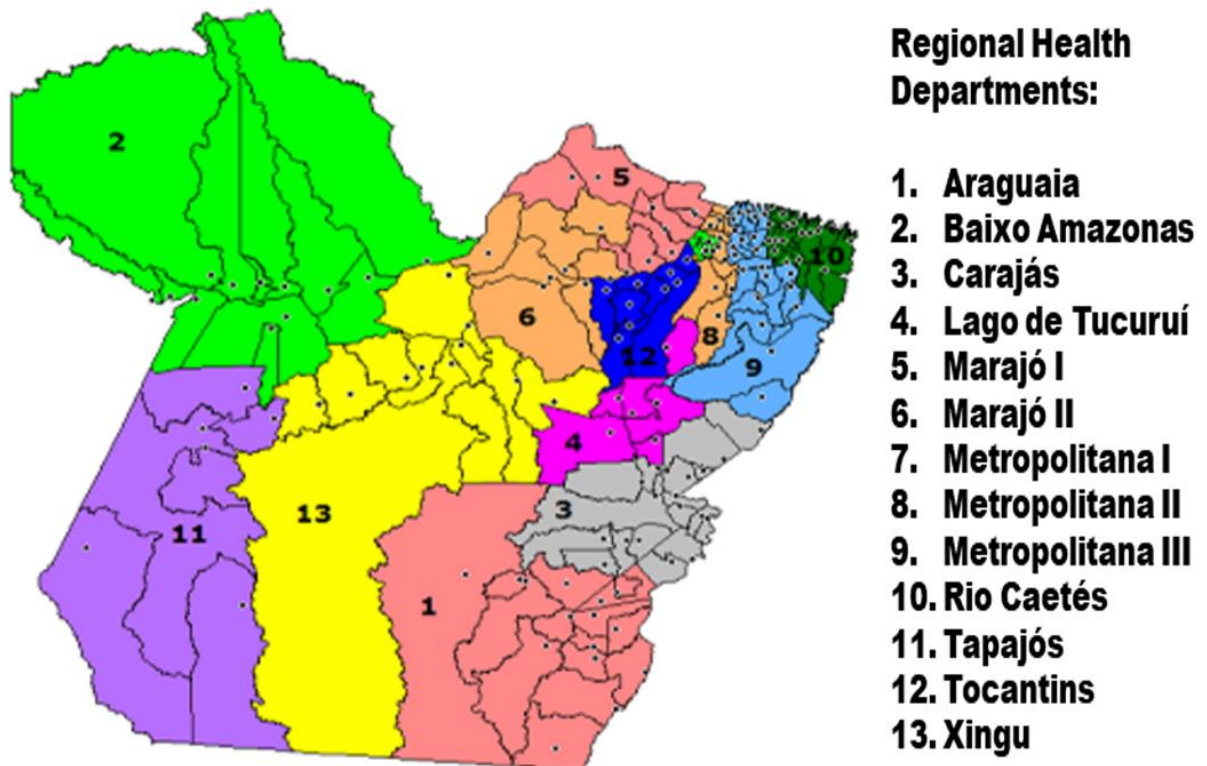 Regional Health
Departments:
1. Araguaia
2. Baixo Amazonas
3. Carajás
4. Lago de Tucuruí
5. Marajó I
6. Marajó II
7. Metropolitana I
8. Metropolitana II
9. Metropolitana III
10. Rio Caetés
11. Tapajós
12. Tocantins
13. Xingu
2
5
10
6
8
12
9
4
3
13
11
1